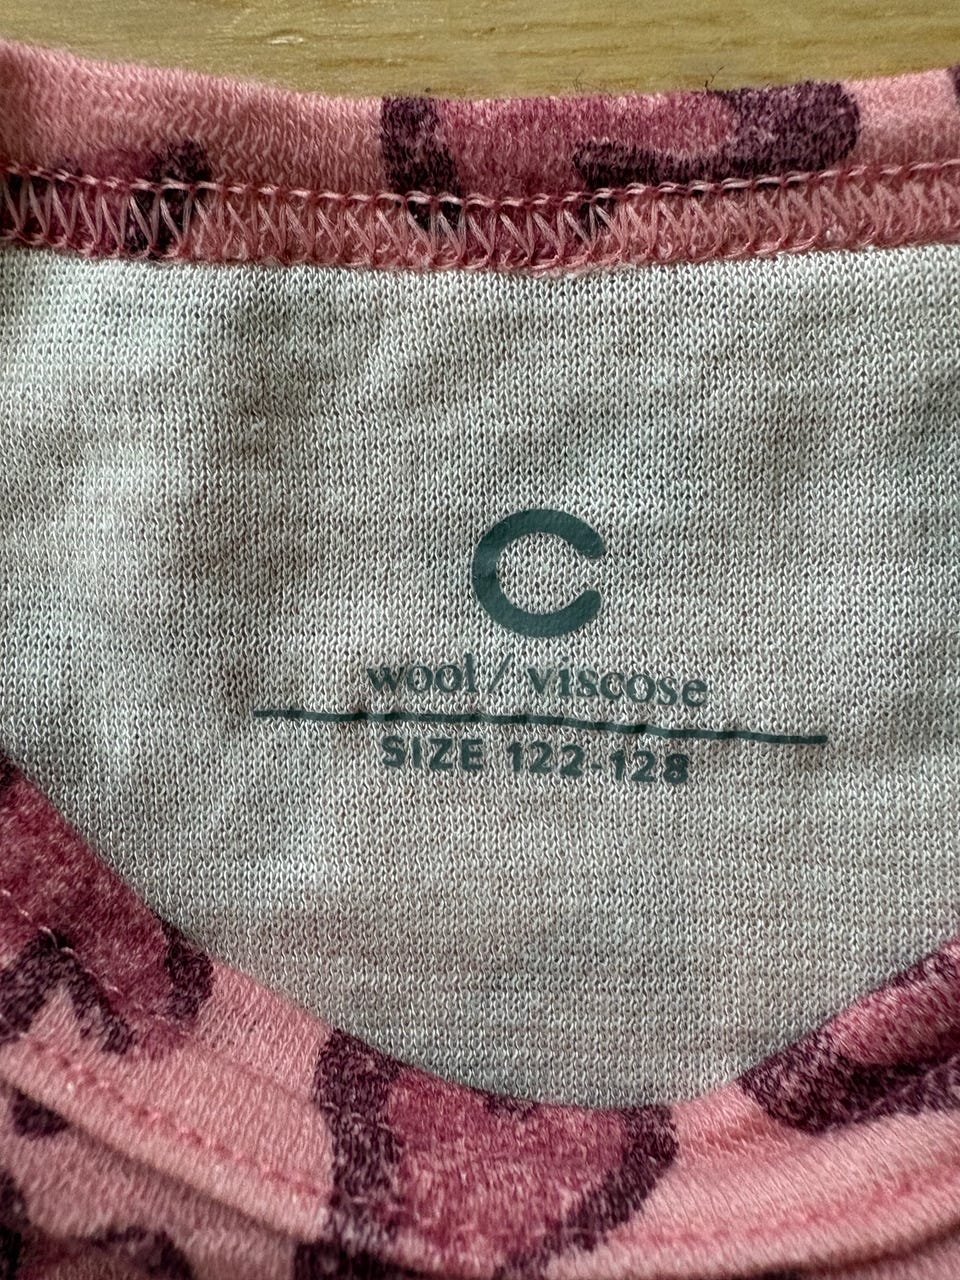 C
wool/ viscose
SIZE 122-128